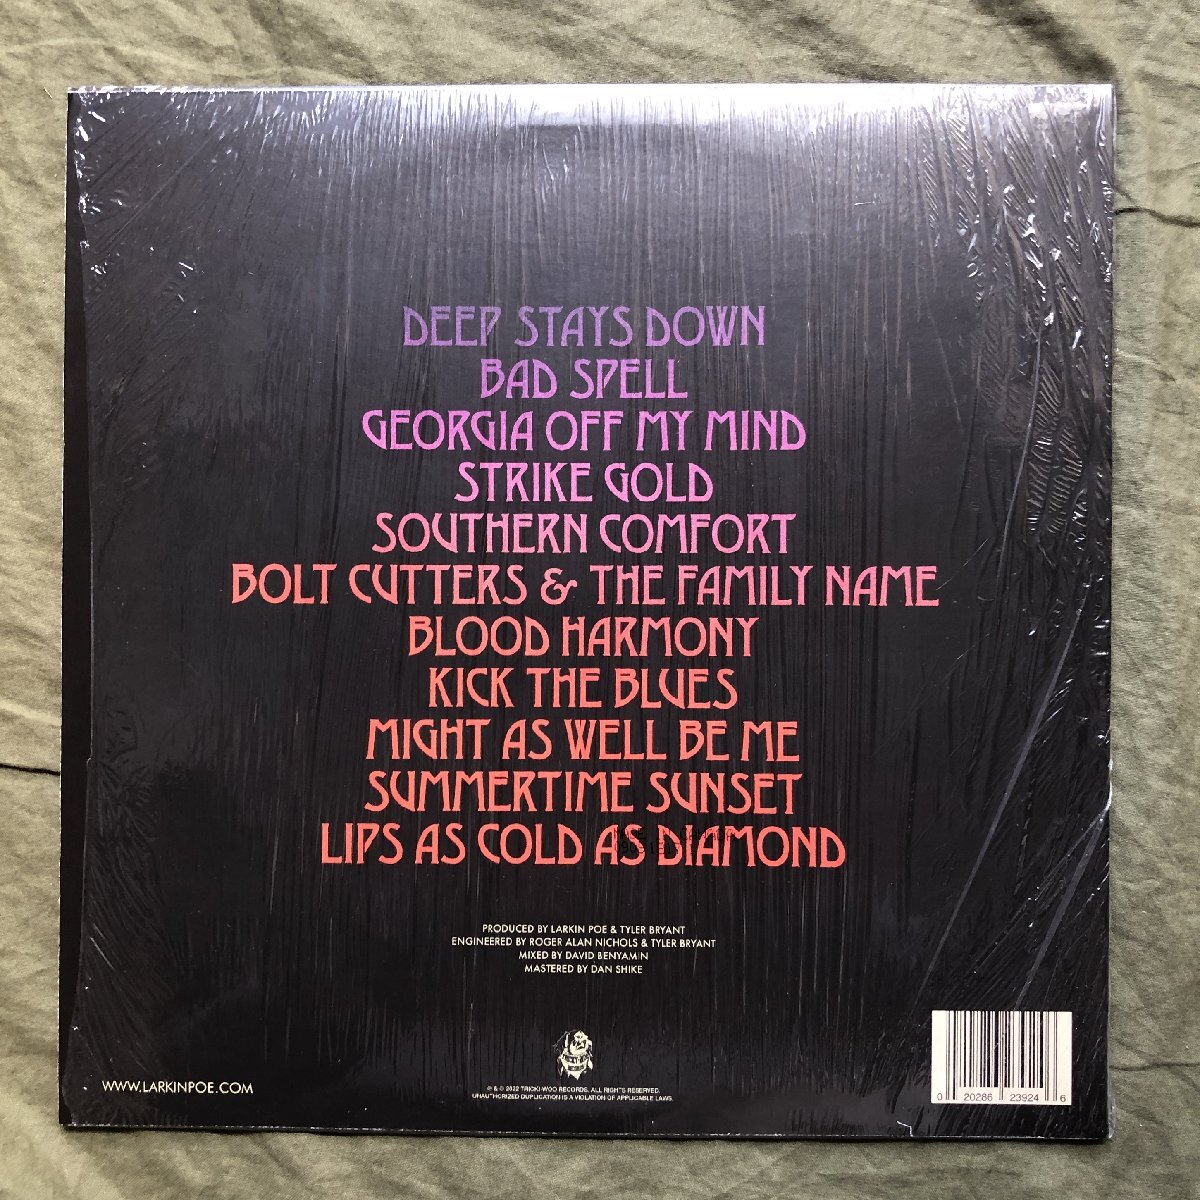 DEEP STAYS DOWN
BAD SPELL
GEORGIA OFF MY MIND
STRIKE GOLD
SOUTHERN COMFORT
BOLT CUTTERS & THE FAMILY NAME
BLOOD HARMONY
KICK THE BLUES
MIGHT AS WELL BE ME
SUMMERTIME SUNSET
LIPS AS COLD AS DIAMOND
PRODUCED BY LARKIN POE & TYLER BRYANT
ENGINEERED BY ROGER ALAN NICHOLS & TYLER BRYANT
MIXED BY DAVID BENYAMIN
MASTERED BY DAN SHIKE
WWW.LARKINPOE.COM
℗ & © 2022 TRICKI-WOO RECORDS. ALL RIGHTS RESERVED.
UNAUTHORIZED DUPLICATION IS A VIOLATION OF APPLICABLE LAWS.
0 20286 23924 6